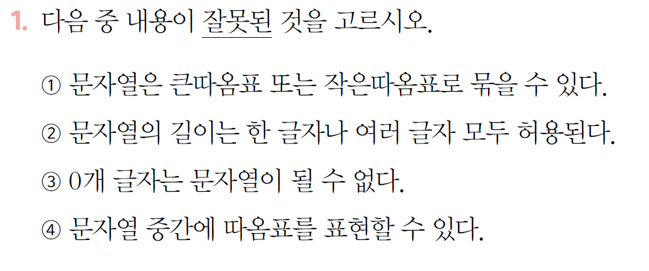 1. 다음 중 내용이 잘못된 것을 고르시오.
① 문자열은 큰따옴표 또는 작은따옴표로 묶을 수 있다.
② 문자열의 길이는 한 글자나 여러 글자 모두 허용된다.
③ 0개 글자는 문자열이 될 수 없다.
④ 문자열 중간에 따옴표를 표현할 수 있다.